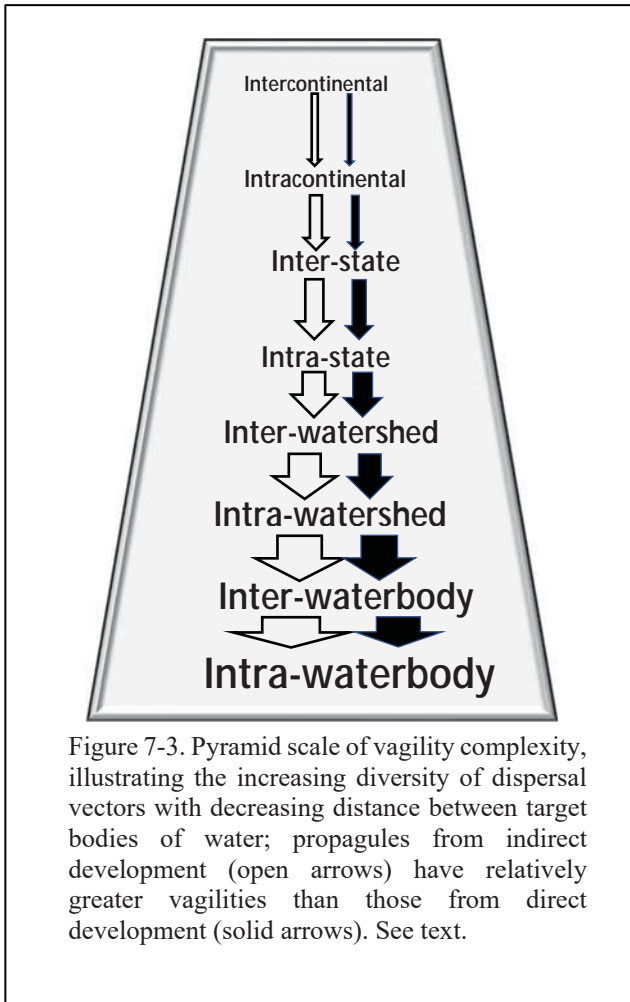 Intercontinental
Intracontinental
Inter-state
Intra-state
Inter-watershed
Intra-watershed
Inter-waterbody
Intra-waterbody
Figure 7-3. Pyramid scale of vagility complexity,
illustrating the increasing diversity of dispersal
vectors with decreasing distance between target
bodies of water; propagules from indirect
development (open arrows) have relatively
greater vagilities than those from direct
development (solid arrows). See text.